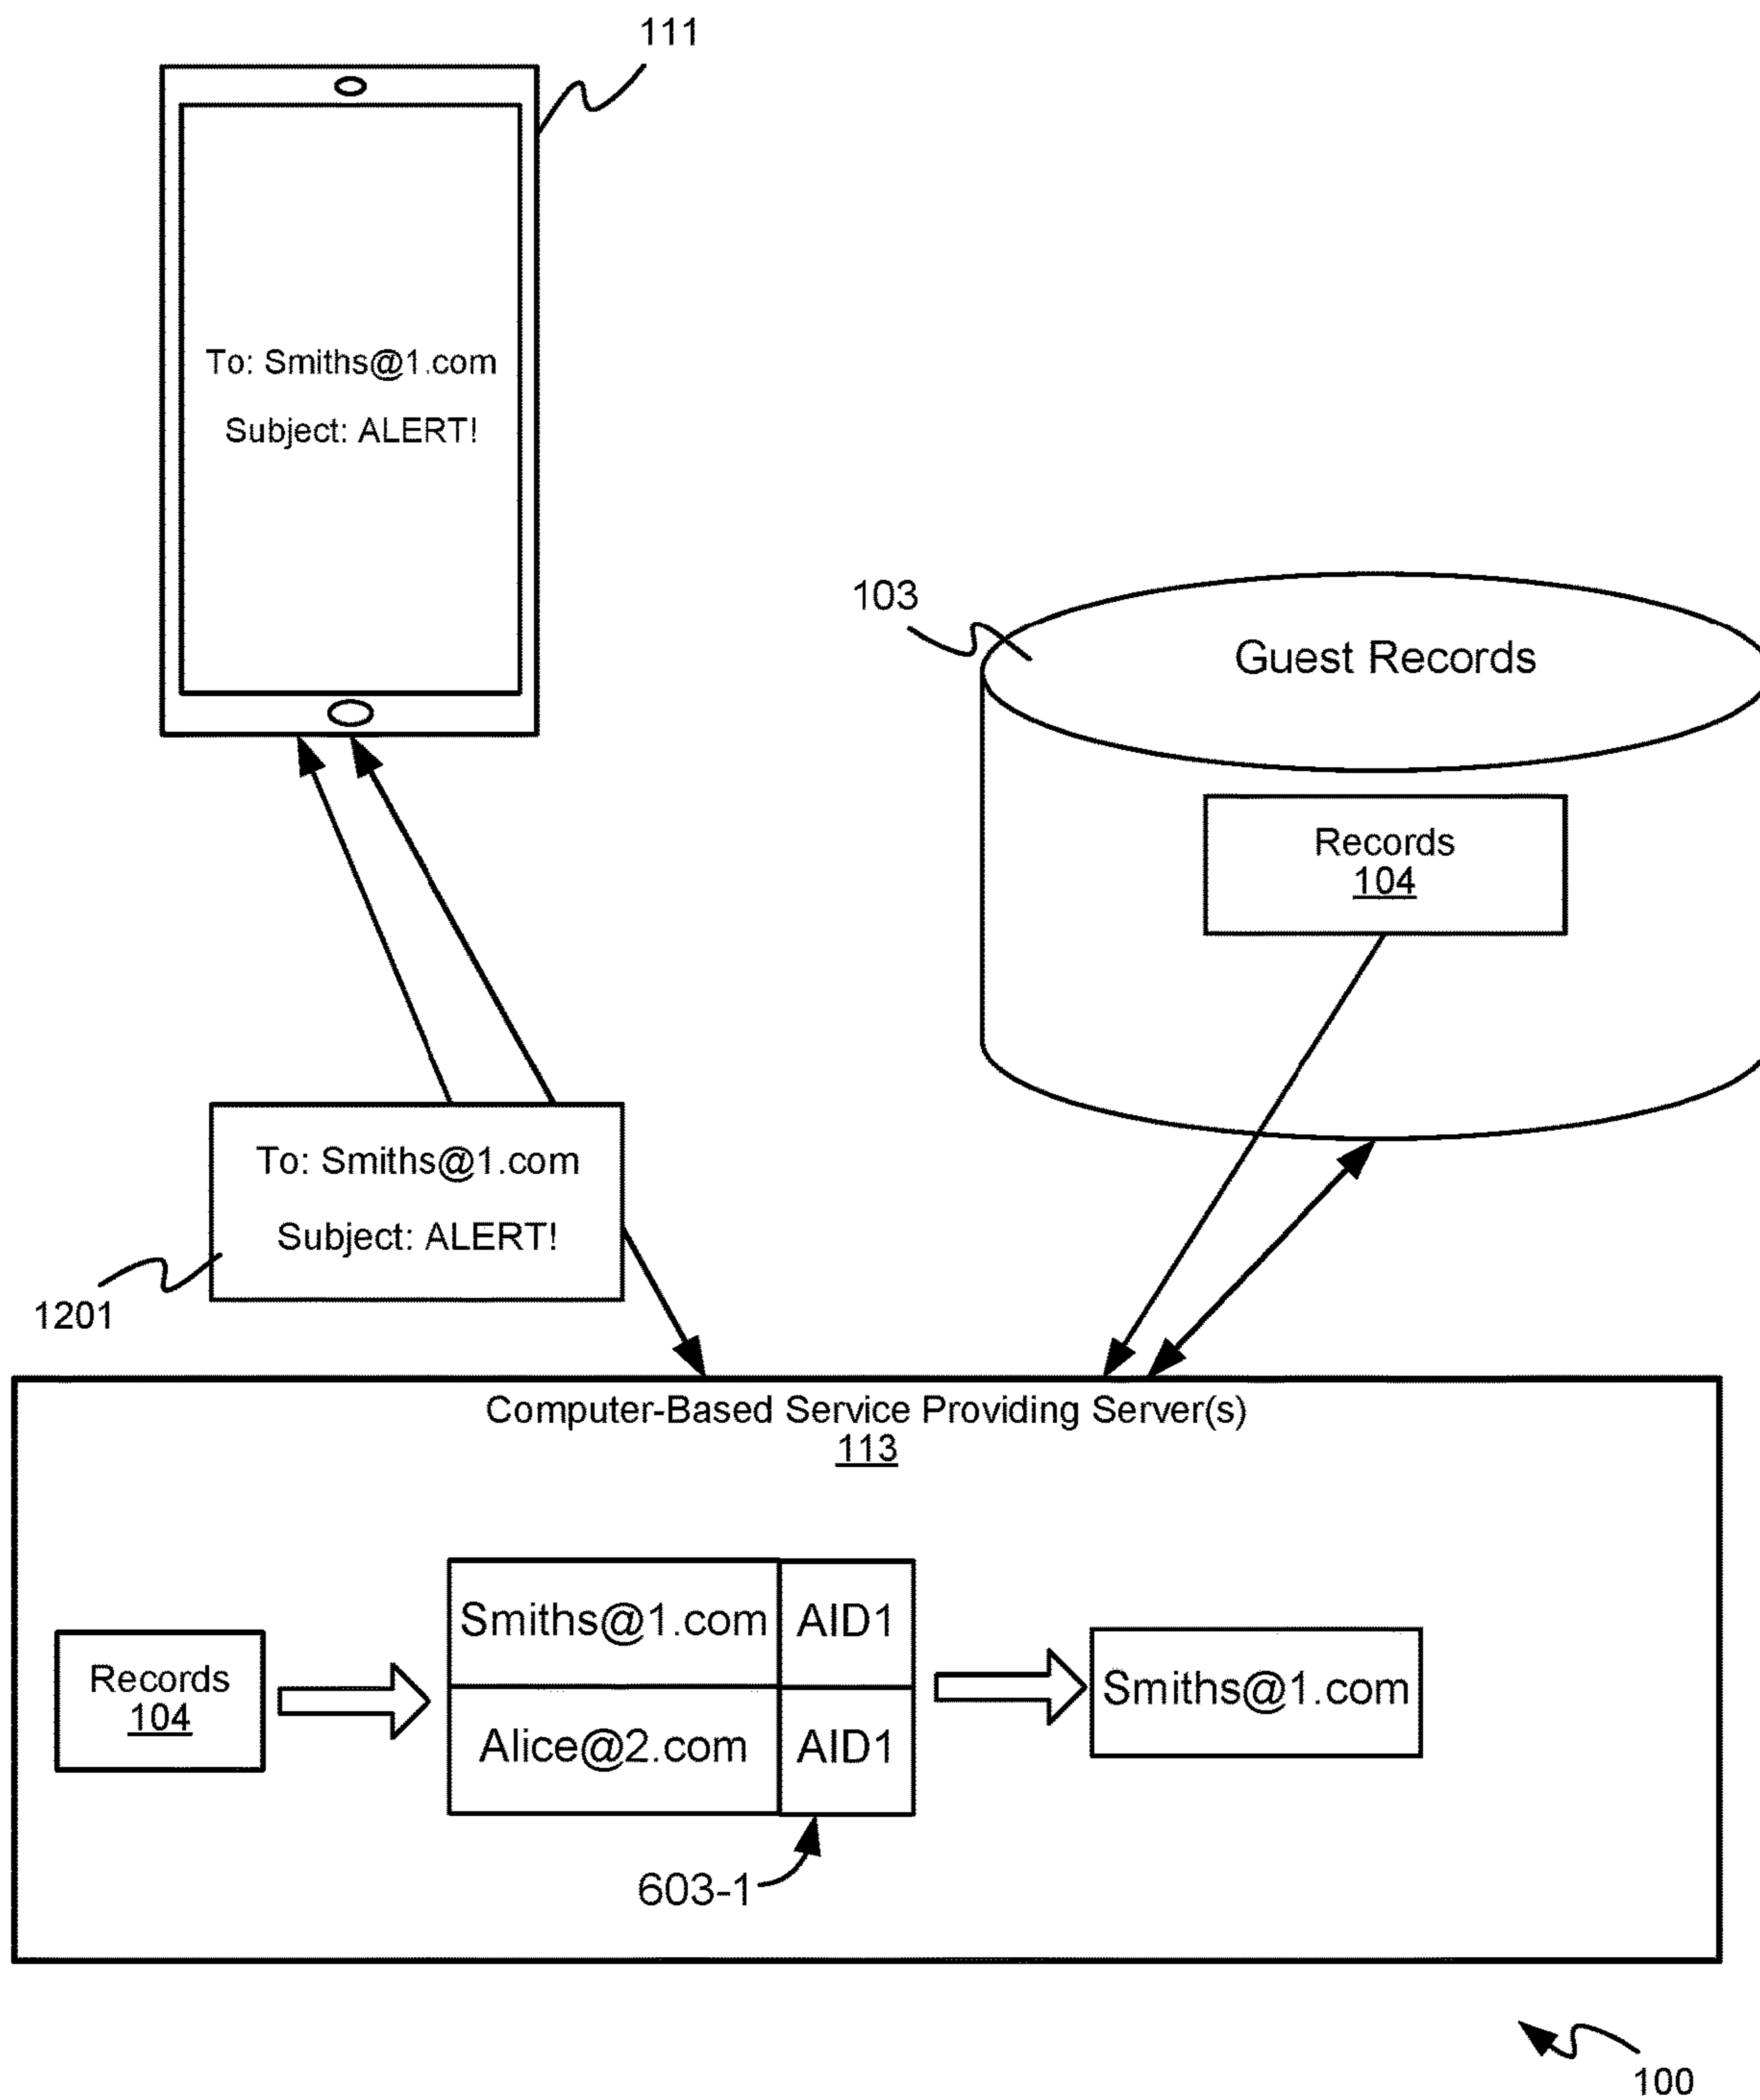 111
To: Smiths@1.com
Subject: ALERT!
103
Guest Records
Records
104
To: Smiths@1.com
Subject: ALERT!
1201
Computer-Based Service Providing Server(s)
113
Records
104
Smiths@1.com AID1
Alice@2.com AID1
Smiths@1.com
603-1
100